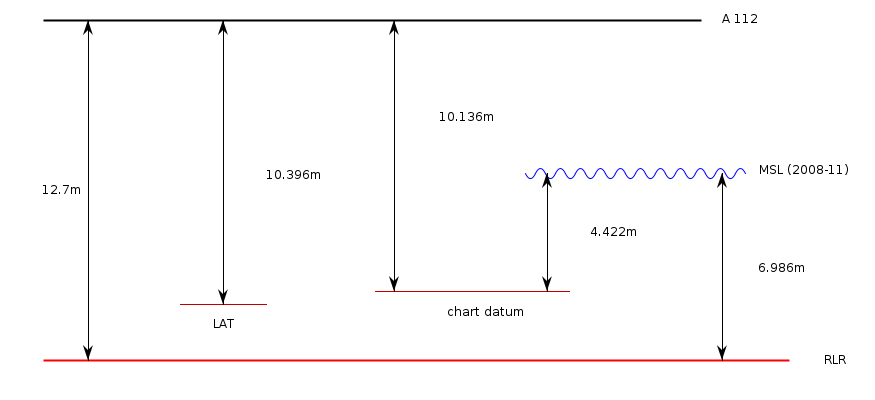 A 112
10.136m
MSL (2008-11)
10.396m
12.7m
4.422m
6.986m
chart datum
LAT
RLR